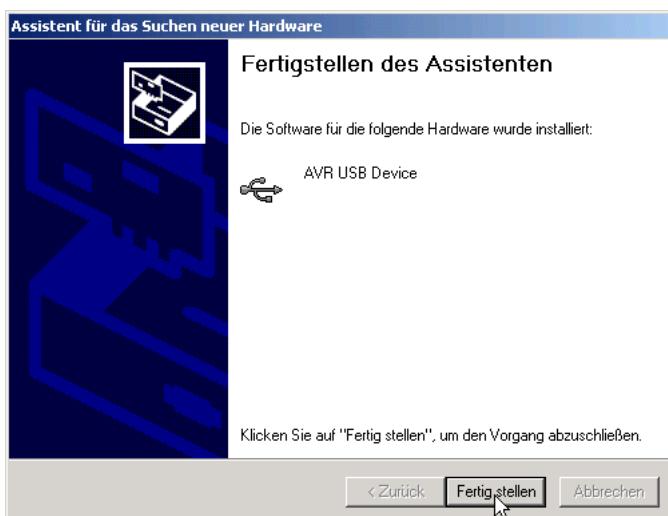 Assistent für das Suchen neuer Hardware
Fertigstellen des Assistenten
Die Software für die folgende Hardware wurde installiert:
AVR USB Device
Klicken Sie auf "Fertig stellen", um den Vorgang abzuschließen.
< Zurück Fertig stellen Abbrechen